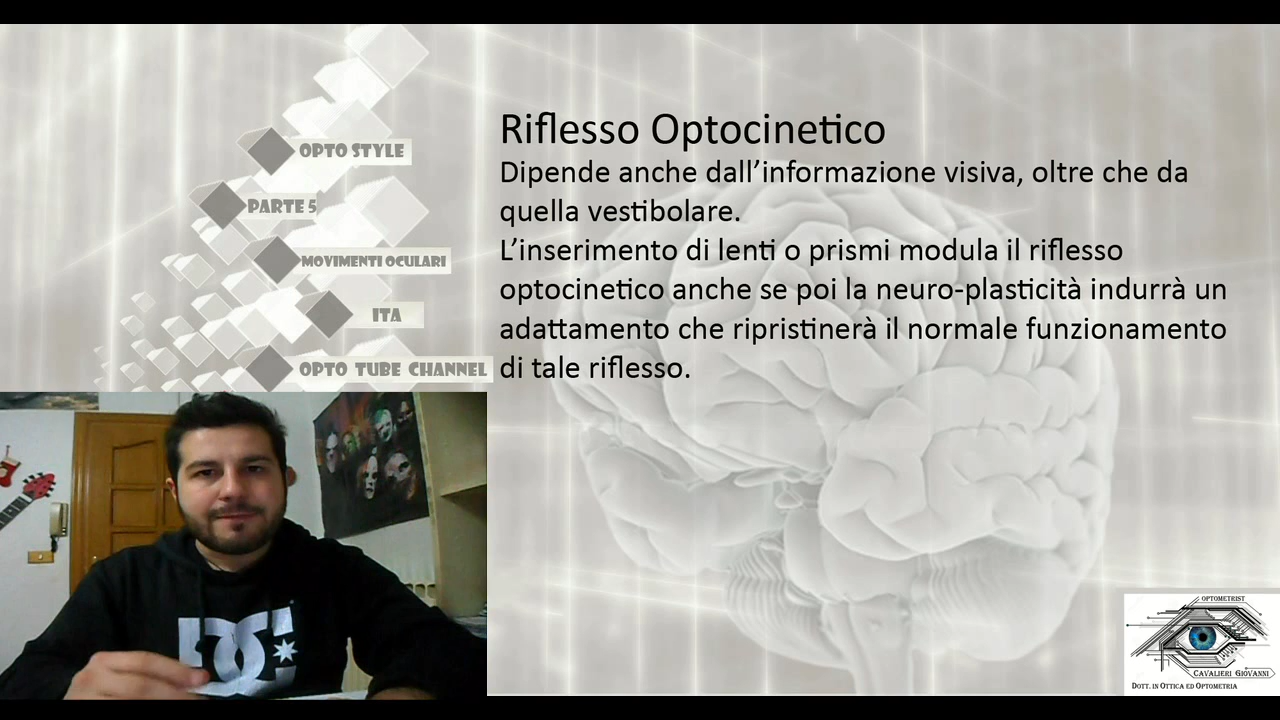 OPTO STYLE
PARTE 5
MOVIMENTI OCULARI
ITA
OPTO TUBE CHANNEL
Riflesso Optocinetico
Dipende anche dall'informazione visiva, oltre che da
quella vestibolare.
L'inserimento di lenti o prismi modula il riflesso
optocinetico anche se poi la neuro-plasticità indurrà un
adattamento che ripristinerà il normale funzionamento
di tale riflesso.
DC
OPTOMETRIST
CAVALIERI GIOVANNI
DOTT. IN OTTICA ED OPTOMETRIA